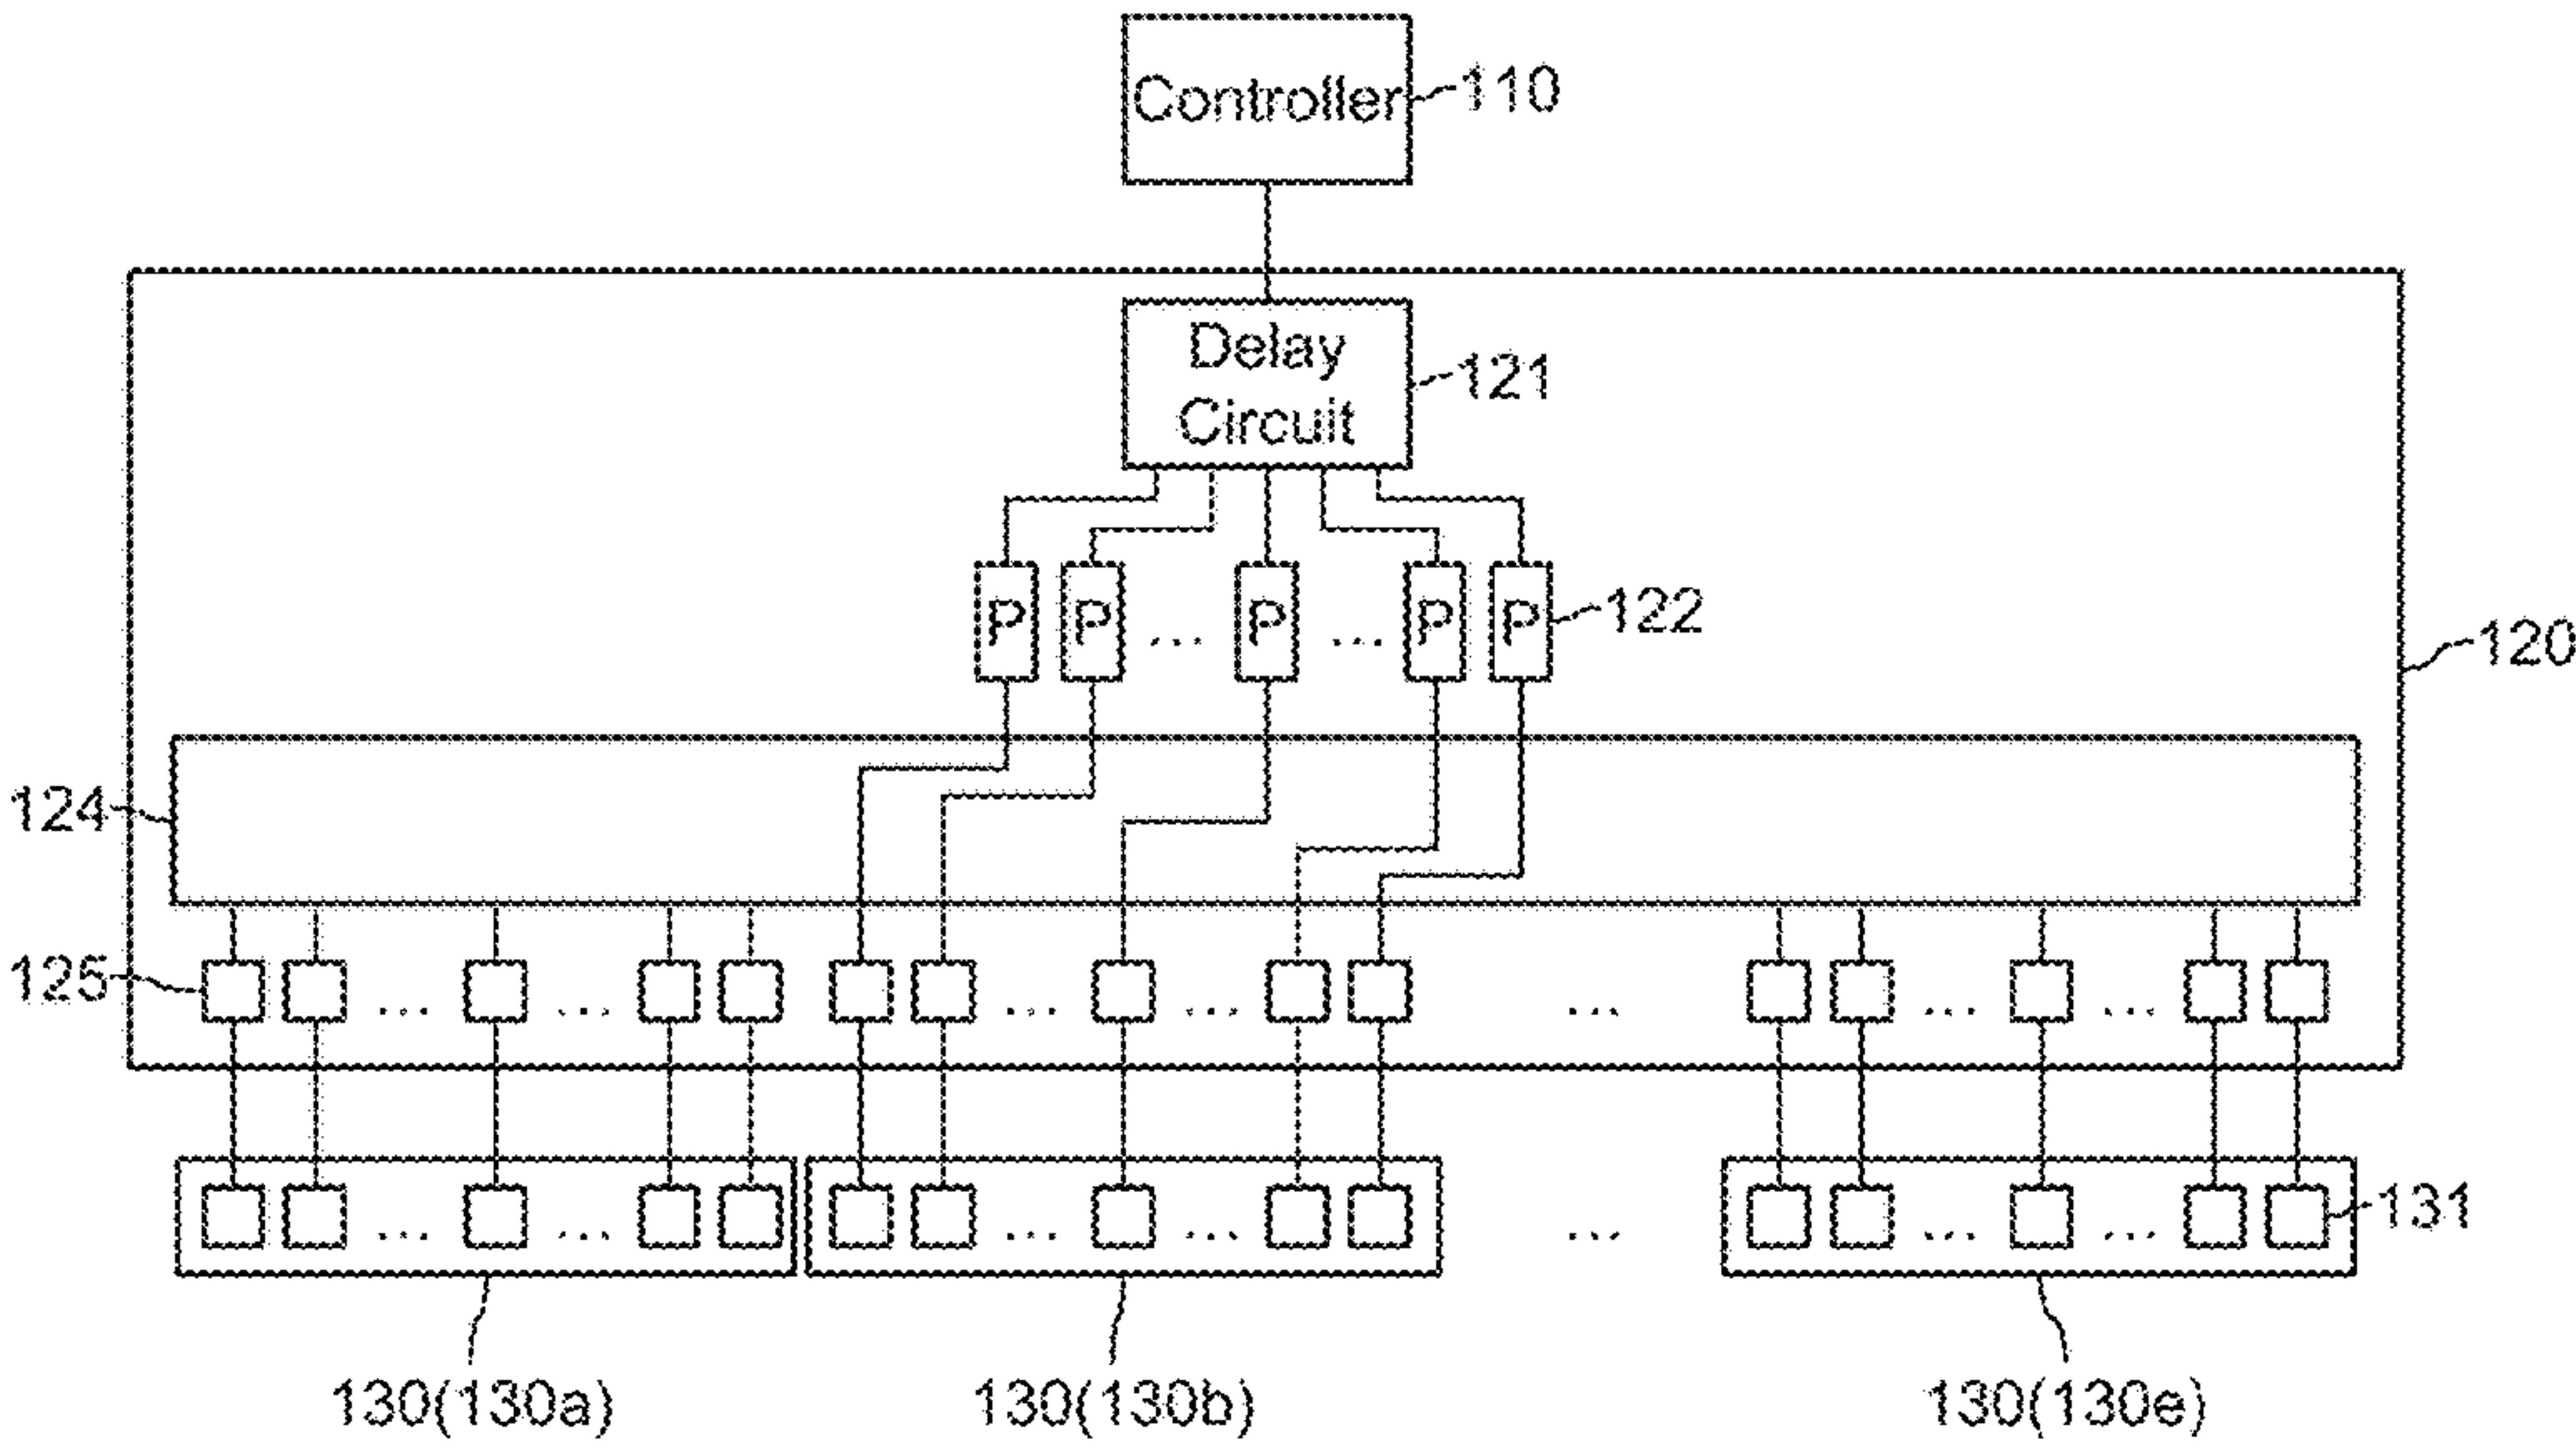 Controller
110
Delay
Circuit
121
P P ... P ... P P
122
120
124
125
... ... ... ... ... ... ...
... ... ... ... ... ... ...
131
130(130a)
130(130b)
130(130e)